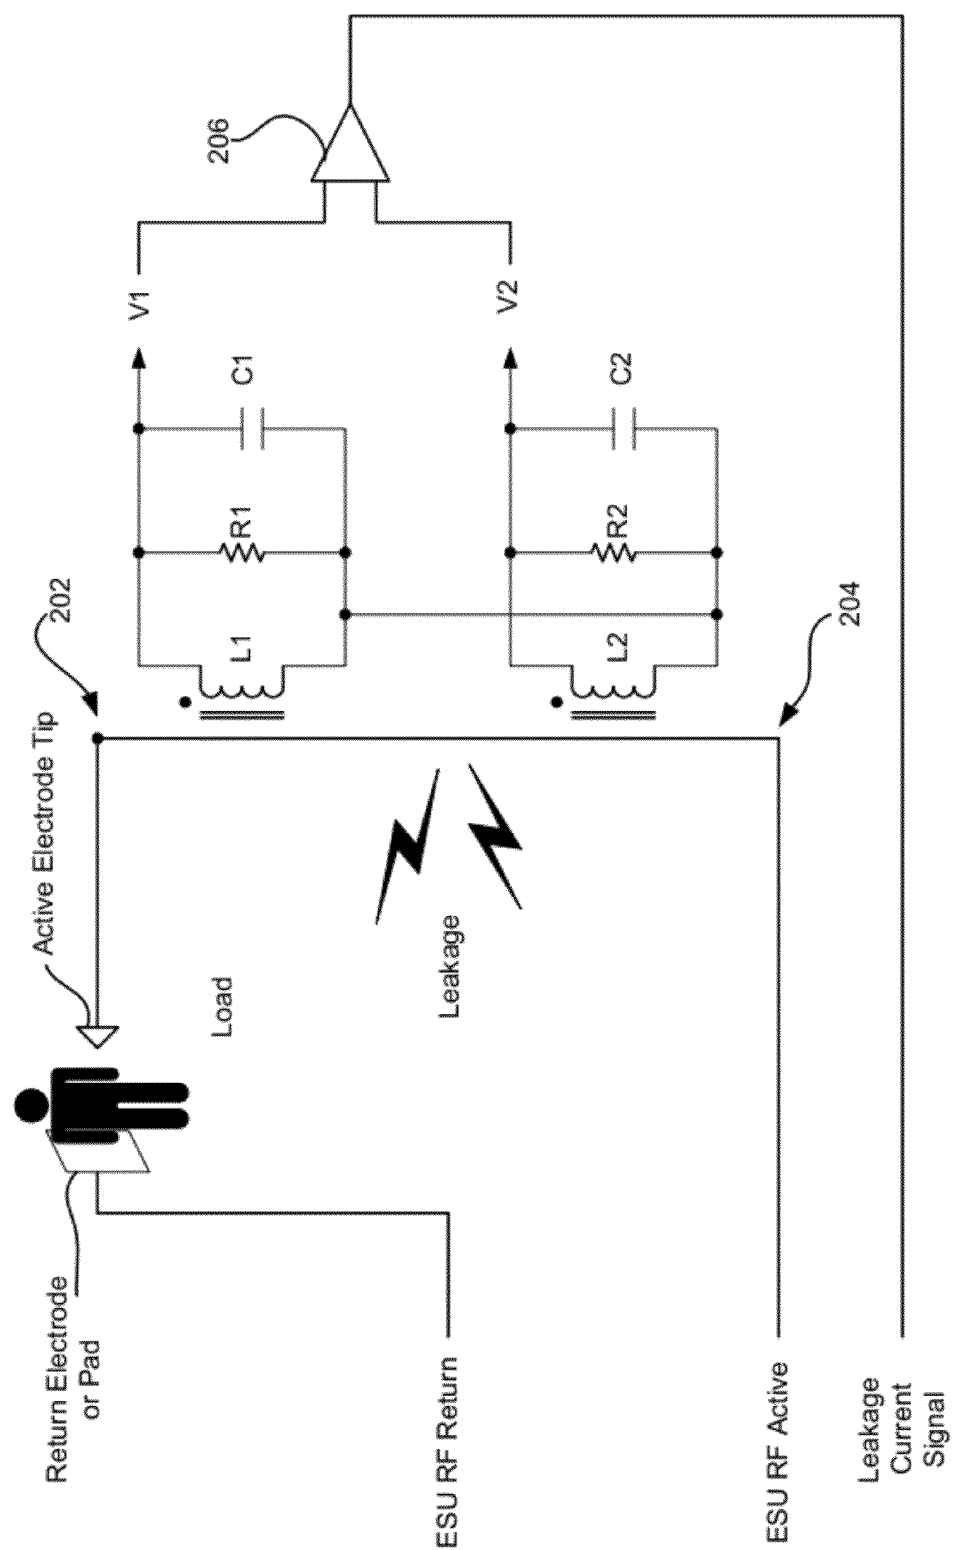 Return Electrode
or Pad
Active Electrode Tip
202
V1
206
Load
L1
R1
C1
Leakage
ESU RF Return
V2
L2
R2
C2
204
ESU RF Active
Leakage
Current
Signal